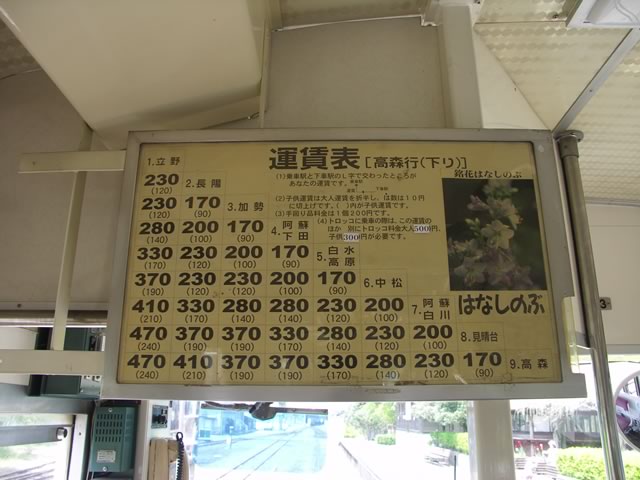 運賃表 [高森行(下り)]
(1)乗車駅と下車駅のL字で交わったところが
あなたの運賃です。
(2)子供運賃は大人運賃を折半し、は数は10円
に切上げです。( )内が子供運賃です。
(3)手回り品料金は1個200円です。
(4)トロッコに乗車の際は、この運賃の
ほか 別にトロッコ料金大人500円、
子供300円が必要です。
銘花はなしのぶ
はなしのぶ
1.立野
230 2.長陽
(120)
230 170 3.加勢
(120) (90)
280 200 170 4.阿蘇下田
(140) (100) (90)
330 230 200 170 5.白水高原
(170) (120) (100) (90)
370 230 230 200 170 6.中松
(190) (120) (120) (100) (90)
410 330 280 280 230 200 7.阿蘇白川
(210) (170) (140) (140) (120) (100)
470 370 370 330 280 230 200 8.見晴台
(240) (190) (190) (170) (140) (120) (100)
470 410 370 370 330 280 230 170 9.高森
(240) (210) (190) (190) (170) (140) (120) (90)